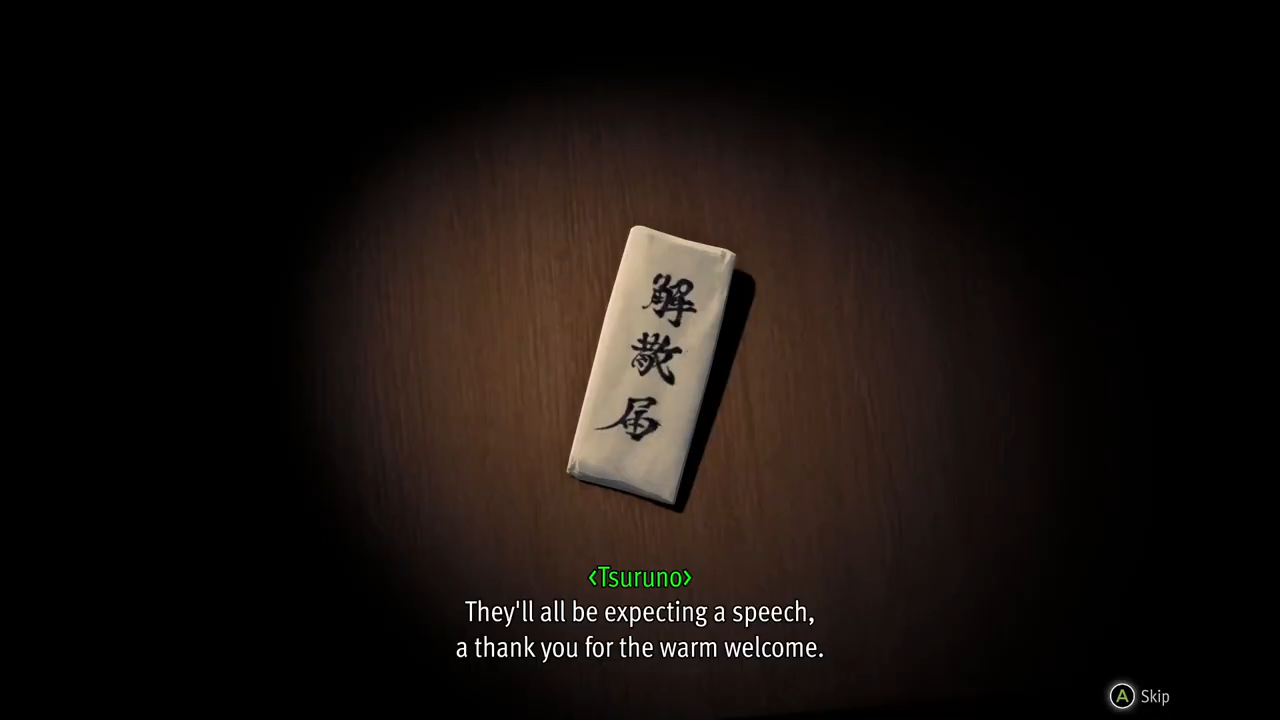 解散届
<Tsuruno>
They'll all be expecting a speech,
a thank you for the warm welcome.
A Skip